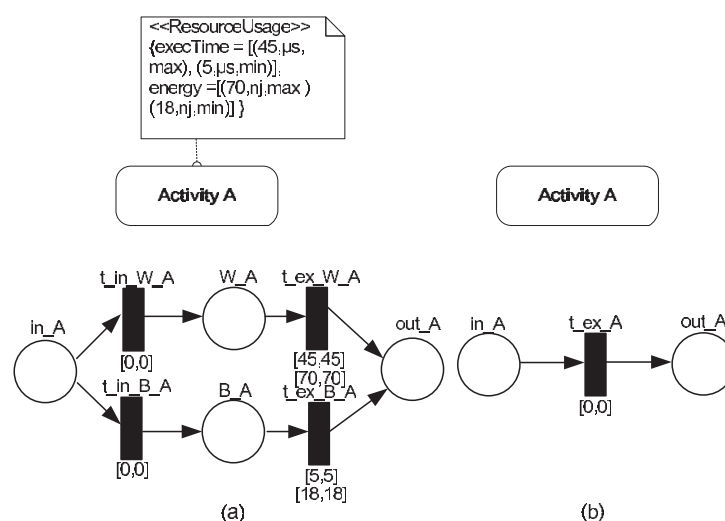 <<ResourceUsage>>
{execTime = [(45,µs,
max), (5,µs,min)],
energy =[(70,nj,max )
(18,nj,min)] }
Activity A
Activity A
t_in_W_A
W_A
t_ex_W_A
in_A
out_A
[0,0]
[45,45]
[70,70]
t_in_B_A
B_A
t_ex_B_A
[0,0]
[5,5]
[18,18]
(a)
in_A
t_ex_A
out_A
[0,0]
(b)